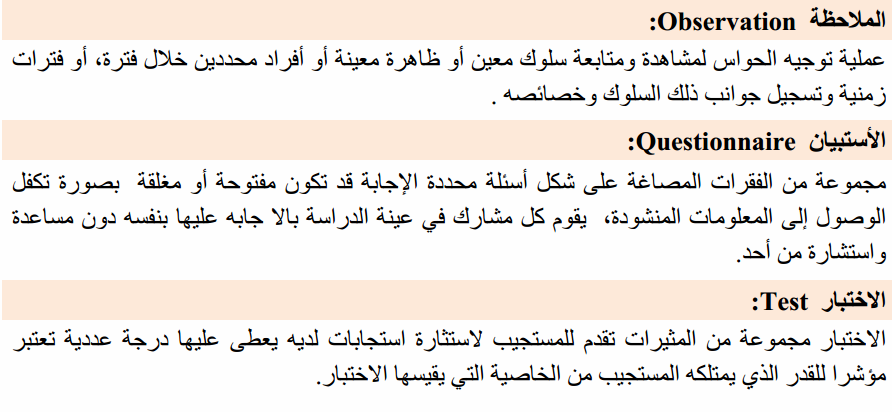 الملاحظة Observation:
عملية توجيه الحواس لمشاهدة ومتابعة سلوك معين أو ظاهرة معينة أو أفراد محددين خلال فترة، أو فترات
زمنية وتسجيل جوانب ذلك السلوك وخصائصه .
الأستبيان Questionnaire:
مجموعة من الفقرات المصاغة على شكل أسئلة محددة الإجابة قد تكون مفتوحة أو مغلقة بصورة تكفل
الوصول إلى المعلومات المنشودة، يقوم كل مشارك في عينة الدراسة بالا جابه عليها بنفسه دون مساعدة
واستشارة من أحد.
الاختبار Test:
الاختبار مجموعة من المثيرات تقدم للمستجيب لاستثارة استجابات لديه يعطى عليها درجة عددية تعتبر
مؤشرا للقدر الذي يمتلكه المستجيب من الخاصية التي يقيسها الاختبار.